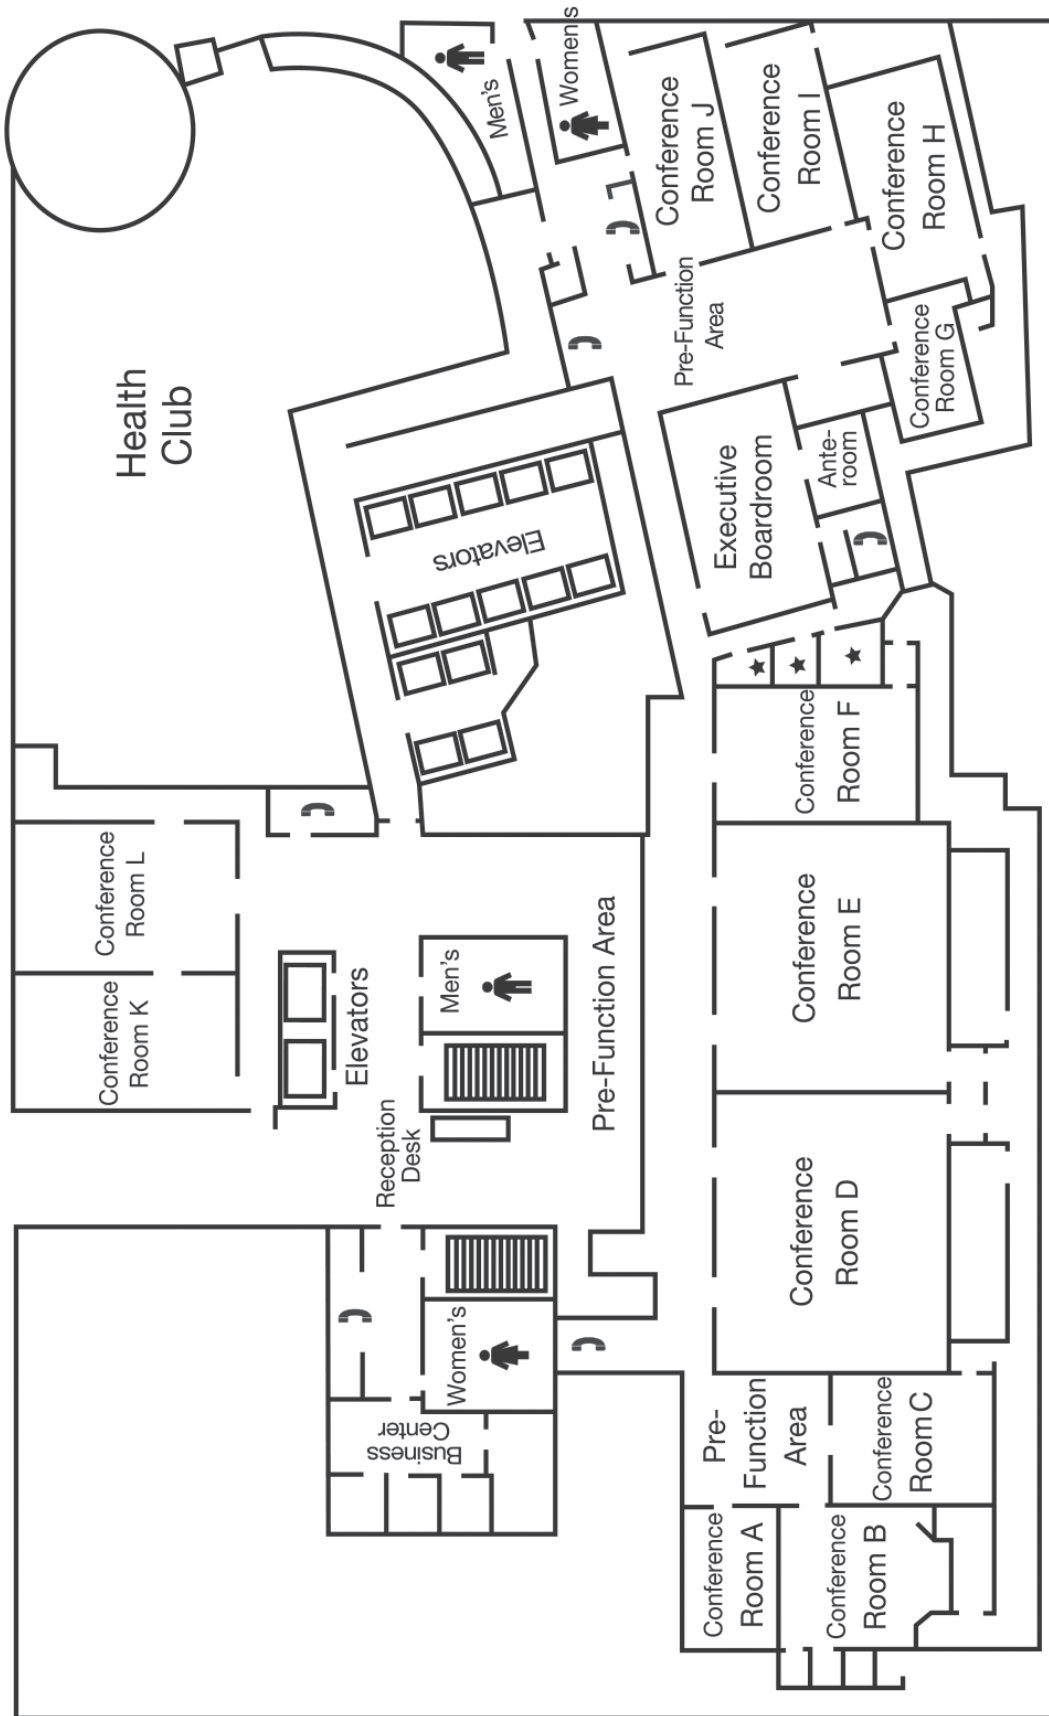 Health
Club
Men's
Women's
Conference
Room J
Conference
Room I
Conference
Room H
Conference
Room G
Pre-Function
Area
Executive
Boardroom
Ante-
room
Elevators
Conference
Room F
Conference
Room E
Conference
Room D
Conference
Room C
Conference
Room B
Conference
Room A
Pre-
Function
Area
Pre-Function Area
Men's
Women's
Reception
Desk
Elevators
Business
Center
Conference
Room L
Conference
Room K